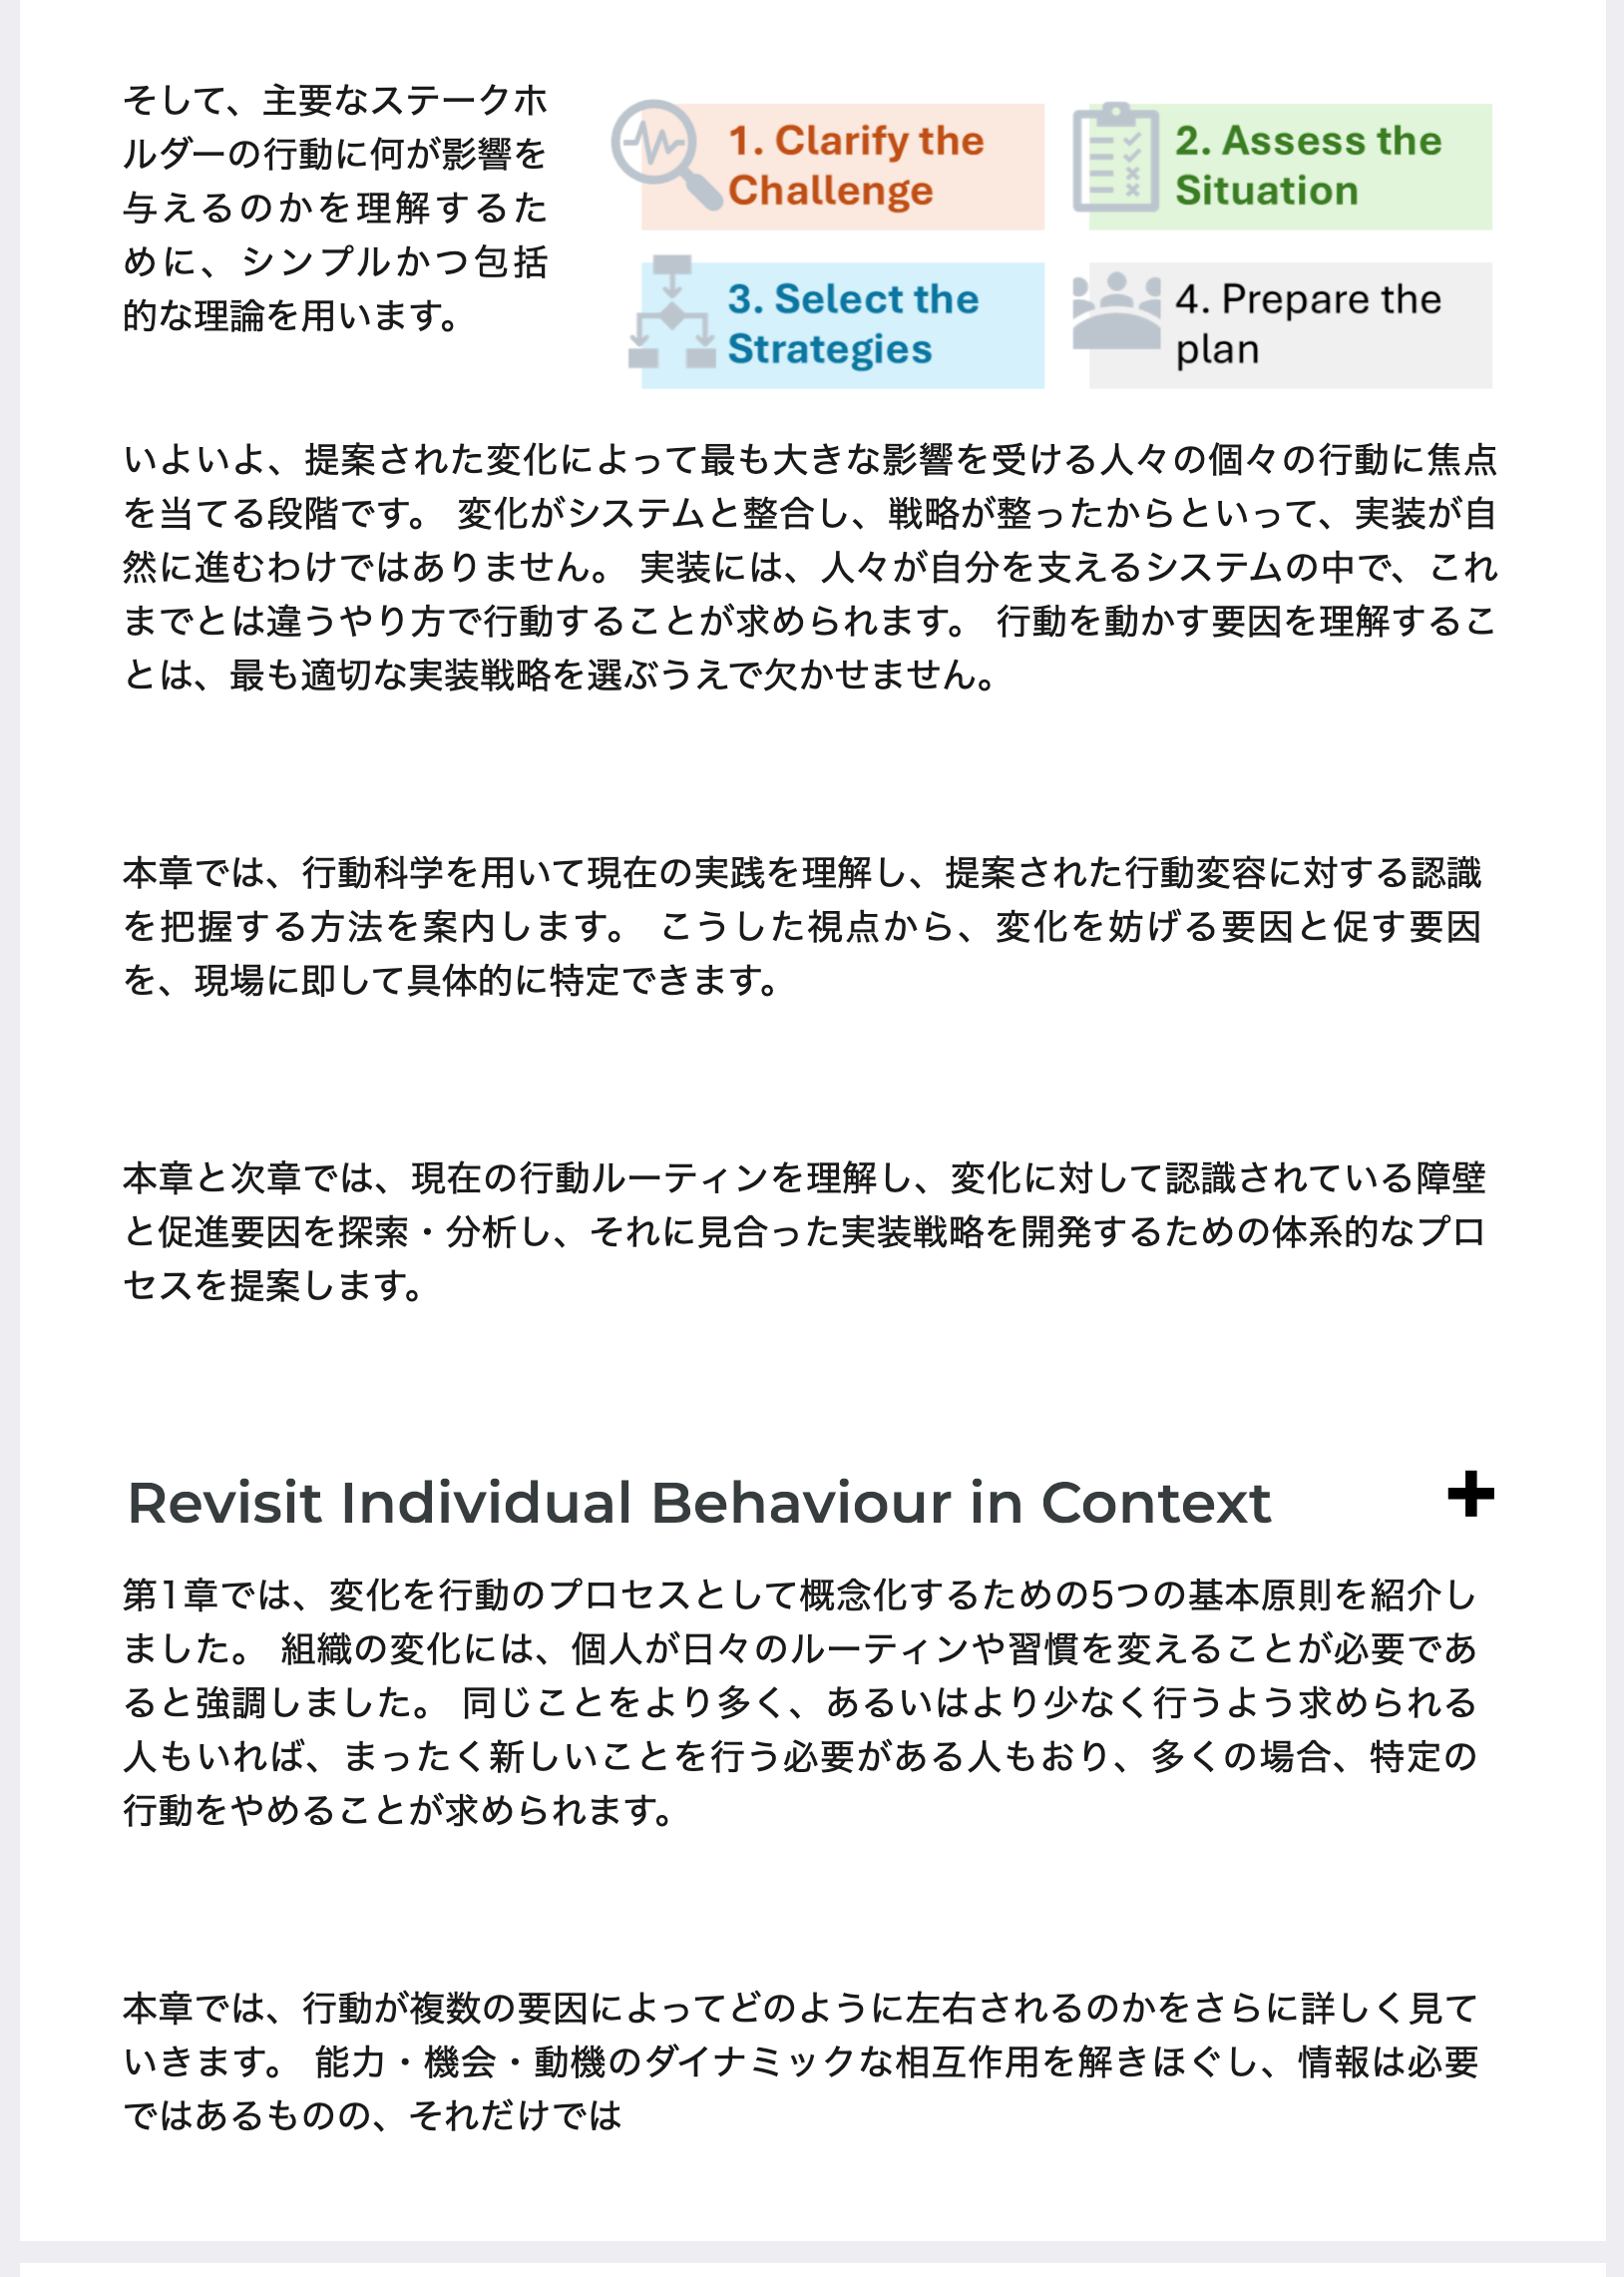 そして、主要なステークホ
ルダーの行動に何が影響を
与えるのかを理解するた
めに、シンプルかつ包括
的な理論を用います。
1. Clarify the
Challenge
2. Assess the
Situation
3. Select the
Strategies
4. Prepare the
plan
いよいよ、提案された変化によって最も大きな影響を受ける人々の個々の行動に焦点
を当てる段階です。 変化がシステムと整合し、戦略が整ったからといって、実装が自
然に進むわけではありません。 実装には、人々が自分を支えるシステムの中で、これ
までとは違うやり方で行動することが求められます。 行動を動かす要因を理解するこ
とは、最も適切な実装戦略を選ぶうえで欠かせません。
本章では、行動科学を用いて現在の実践を理解し、提案された行動変容に対する認識
を把握する方法を案内します。 こうした視点から、変化を妨げる要因と促す要因
を、現場に即して具体的に特定できます。
本章と次章では、現在の行動ルーティンを理解し、変化に対して認識されている障壁
と促進要因を探索・分析し、それに見合った実装戦略を開発するための体系的なプロ
セスを提案します。
Revisit Individual Behaviour in Context
第1章では、変化を行動のプロセスとして概念化するための5つの基本原則を紹介し
ました。 組織の変化には、個人が日々のルーティンや習慣を変えることが必要であ
ると強調しました。 同じことをより多く、あるいはより少なく行うよう求められる
人もいれば、まったく新しいことを行う必要がある人もおり、多くの場合、特定の
行動をやめることが求められます。
本章では、行動が複数の要因によってどのように左右されるのかをさらに詳しく見て
いきます。 能力・機会・動機のダイナミックな相互作用を解きほぐし、情報は必要
ではあるものの、それだけでは